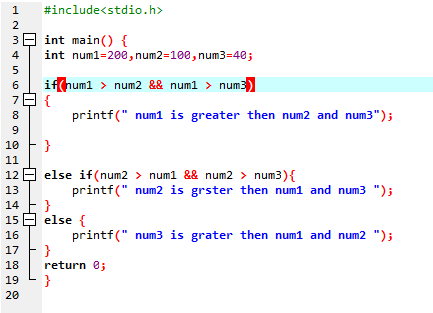 1 #include<stdio.h>
2
3 int main() {
4 int num1=200,num2=100,num3=40;
5
6 if(num1 > num2 && num1 > num3)
7 {
8 printf(" num1 is greater then num2 and num3");
9
10 }
11
12 else if(num2 > num1 && num2 > num3){
13 printf(" num2 is grster then num1 and num3 ");
14 }
15 else {
16 printf(" num3 is grater then num1 and num2 ");
17 }
18 return 0;
19 }
20